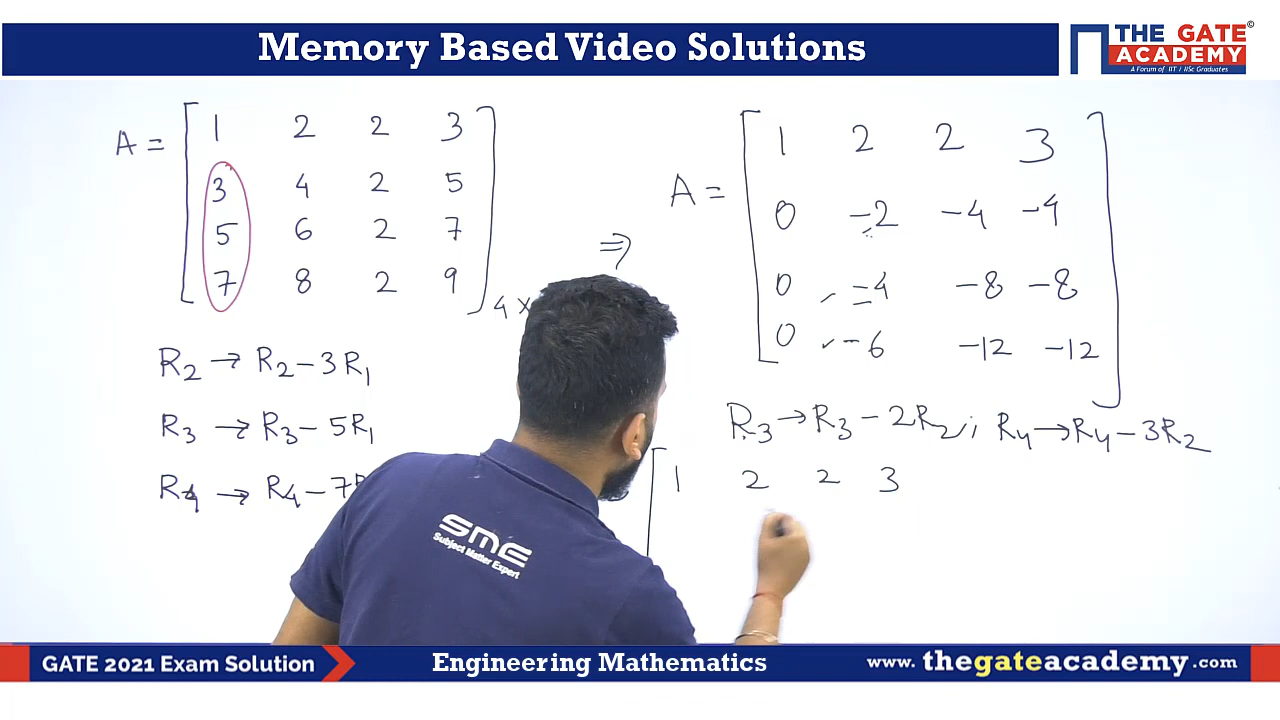 Memory Based Video Solutions
THE GATE
ACADEMY
©
A Forum of IIT / IISc Graduates
A = [ 1 2 2 3
3 4 2 5
5 6 2 7
7 8 2 9 ] 4 ×
R2 → R2 - 3R1
R3 → R3 - 5R1
R4 → R4 - 7R
⇒
A = [ 1 2 2 3
0 -2 -4 -4
0 -4 -8 -8
0 -6 -12 -12 ]
R3 → R3 - 2R2 ; R4 → R4 - 3R2
[ 1 2 2 3
SME
Subject Matter Expert
GATE 2021 Exam Solution
Engineering Mathematics
www. thegateacademy .com